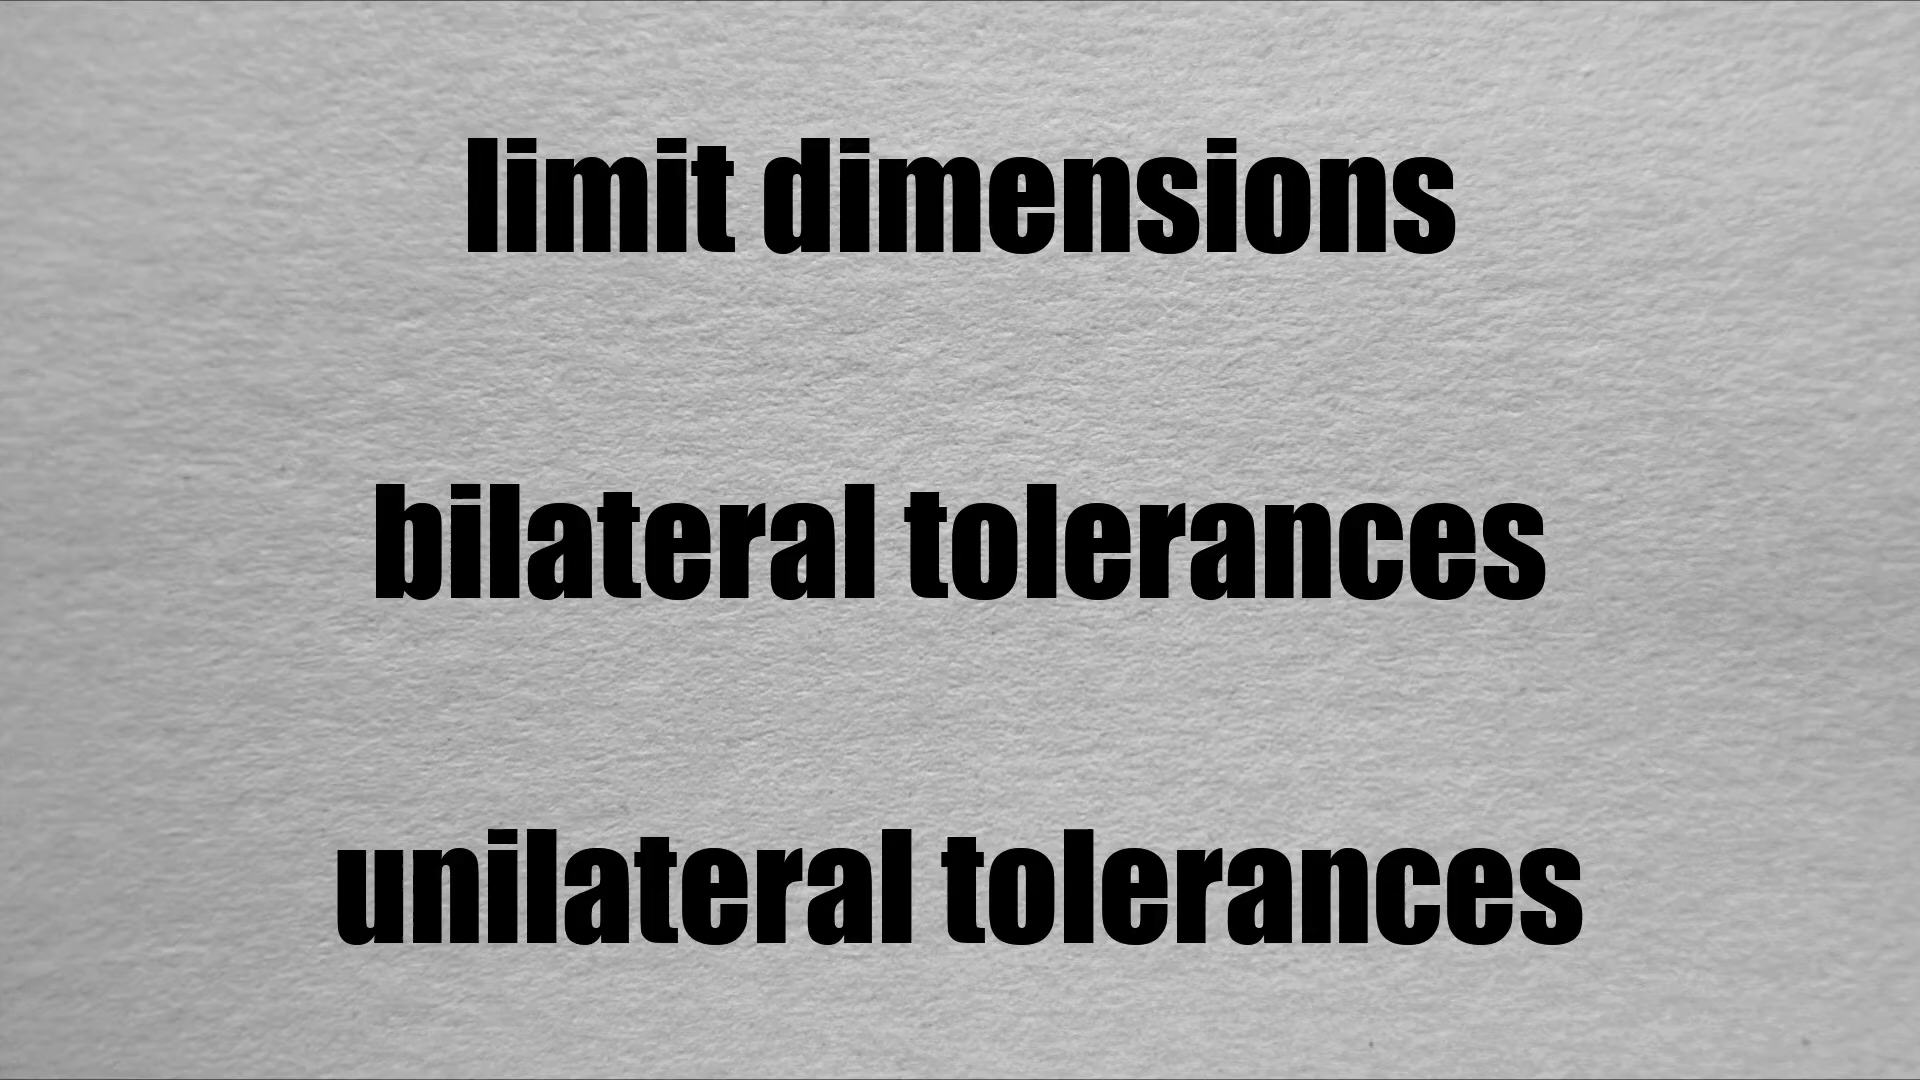 limit dimensions
bilateral tolerances
unilateral tolerances